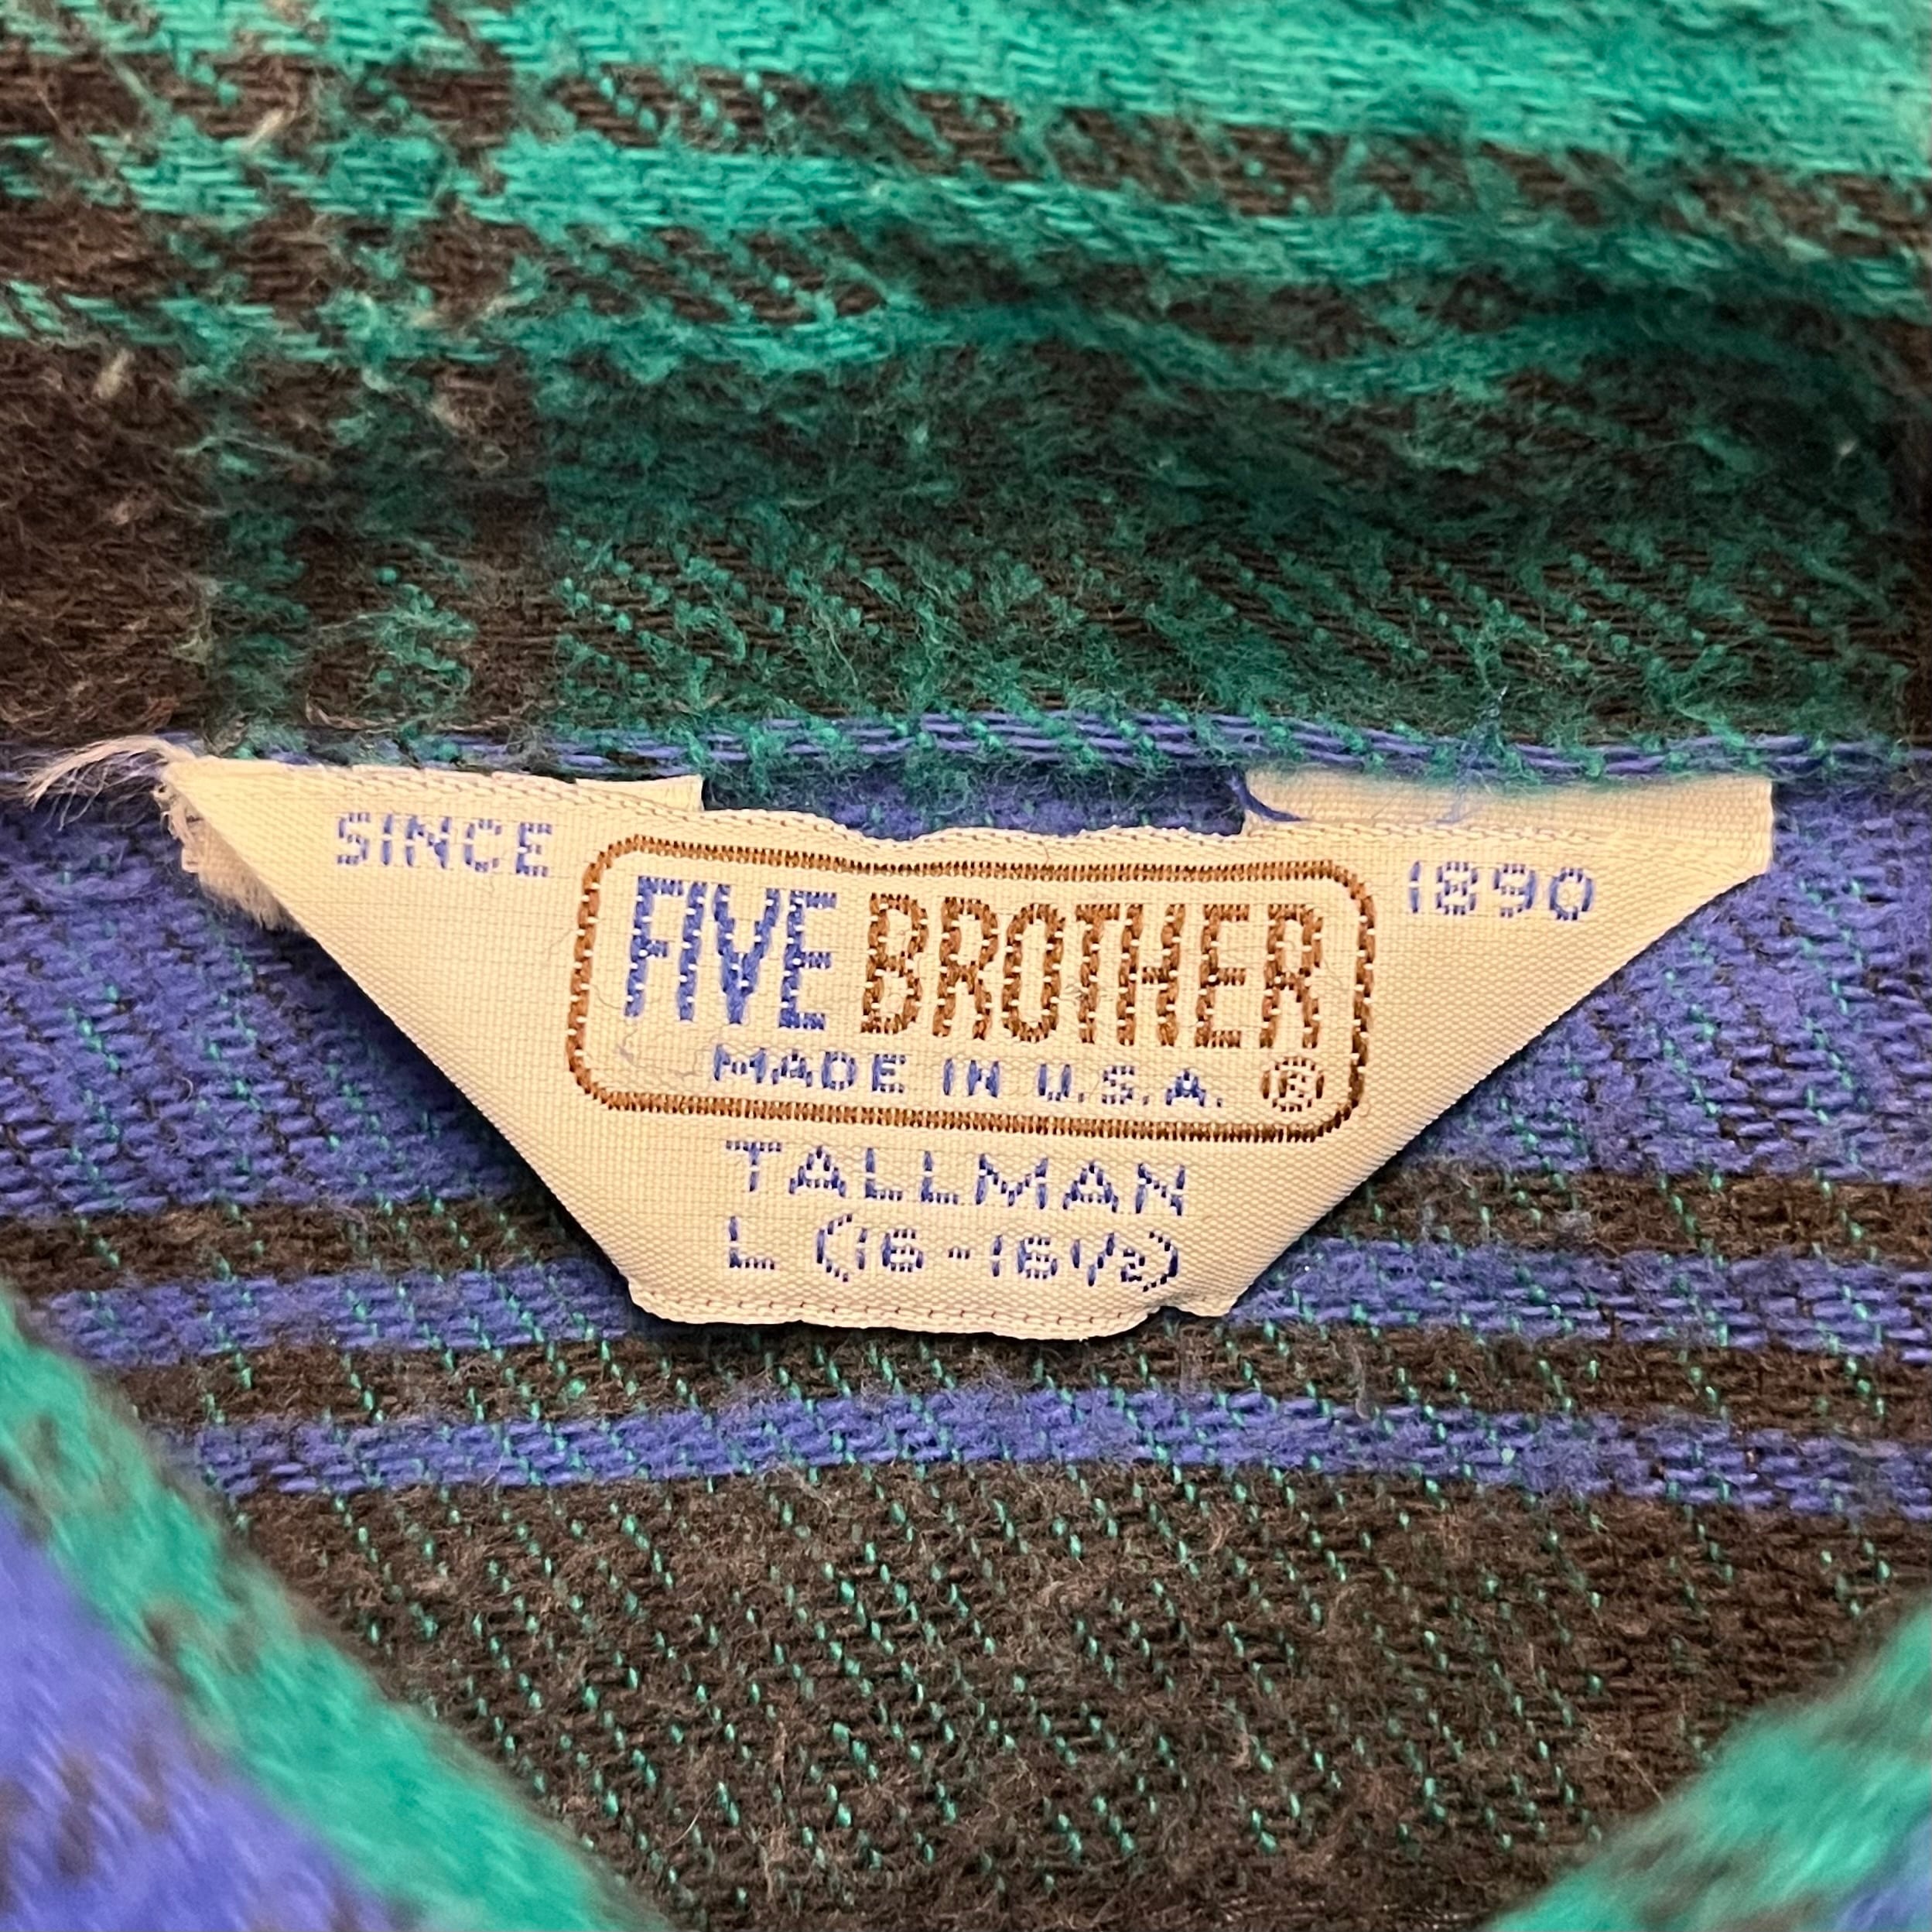 SINCE 1890
FIVE BROTHER
MADE IN U.S.A. ®
TALLMAN
L (16-16½)